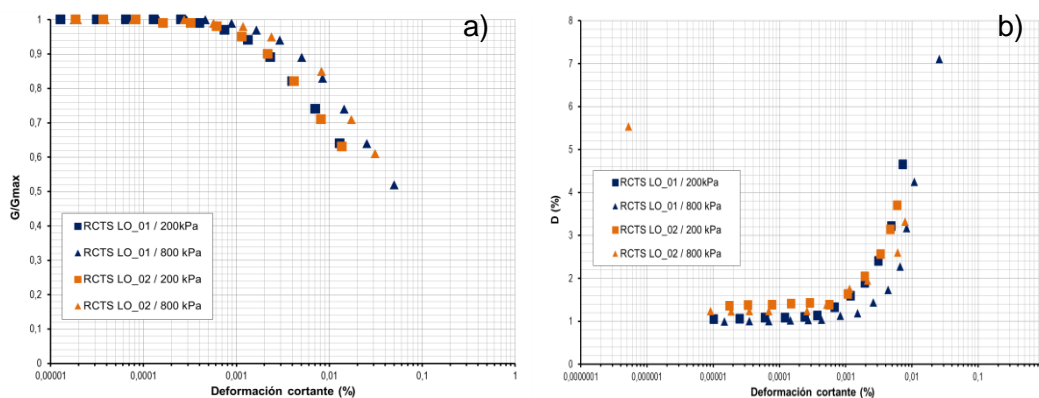 a)
1
0,9
0,8
0,7
0,6
0,5
0,4
0,3
0,2
0,1
0
G/Gmax
RCTS LO_01 / 200kPa
RCTS LO_01 / 800 kPa
RCTS LO_02 / 200 kPa
RCTS LO_02 / 800 kPa
0,00001 0,0001 0,001 0,01 0,1 1
Deformación cortante (%)
b)
8
7
6
5
4
3
2
1
0
D (%)
RCTS LO_01 / 200kPa
RCTS LO_01 / 800 kPa
RCTS LO_02 / 200 kPa
RCTS LO_02 / 800 kPa
0,0000001 0,000001 0,00001 0,0001 0,001 0,01 0,1 1
Deformación cortante (%)